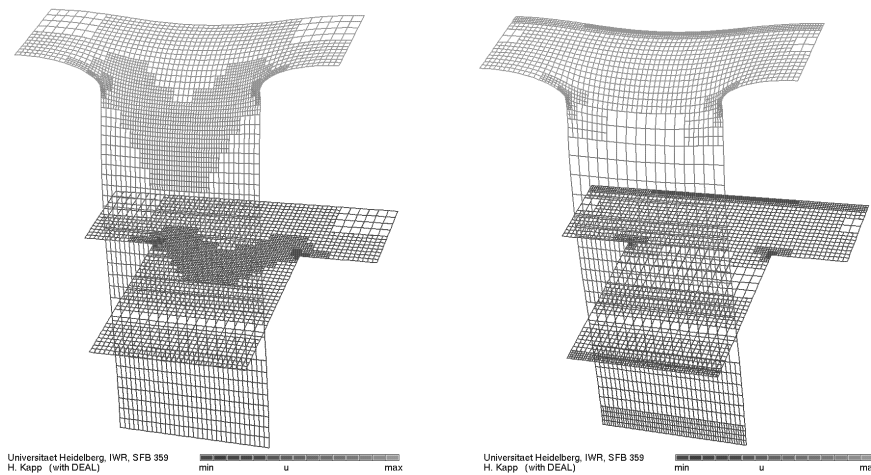 Universitaet Heidelberg, IWR, SFB 359
H. Kapp (with DEAL)
min u max
Universitaet Heidelberg, IWR, SFB 359
H. Kapp (with DEAL)
min u ma